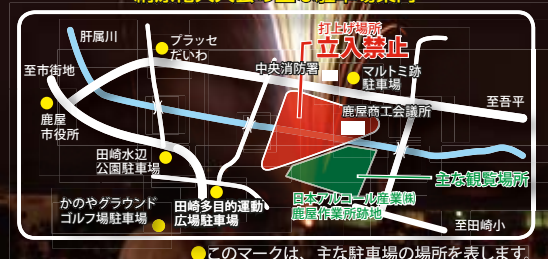 打上げ場所
立入禁止
肝属川
プラッセ
だいわ
至市街地
中央消防署
マルトミ跡
駐車場
至吾平
鹿屋
市役所
鹿屋商工会議所
田崎水辺
公園駐車場
主な観覧場所
かのやグラウンド
ゴルフ場駐車場
田崎多目的運動
広場駐車場
日本アルコール産業㈱
鹿屋作業所跡地
至田崎小
このマークは、主な駐車場の場所を表します。